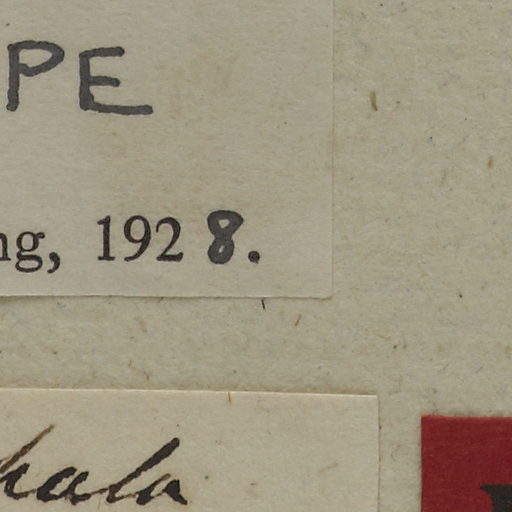 PE
ng, 1928.
hala